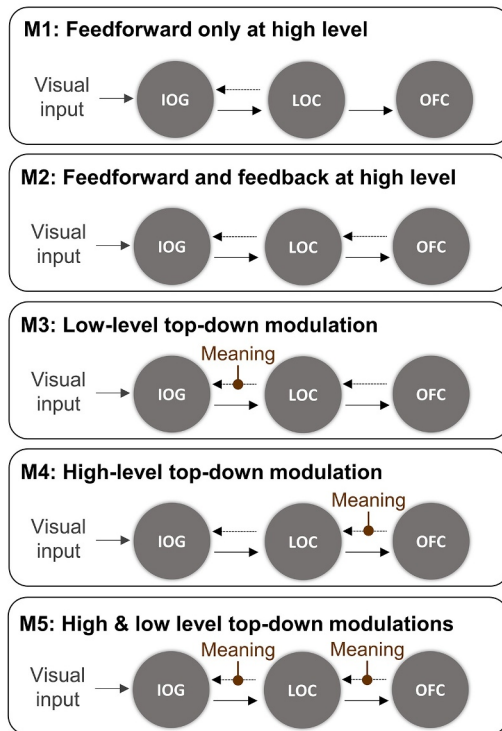 M1: Feedforward only at high level
Visual input
IOG
LOC
OFC
M2: Feedforward and feedback at high level
Visual input
IOG
LOC
OFC
M3: Low-level top-down modulation
Meaning
Visual input
IOG
LOC
OFC
M4: High-level top-down modulation
Meaning
Visual input
IOG
LOC
OFC
M5: High & low level top-down modulations
Meaning
Meaning
Visual input
IOG
LOC
OFC